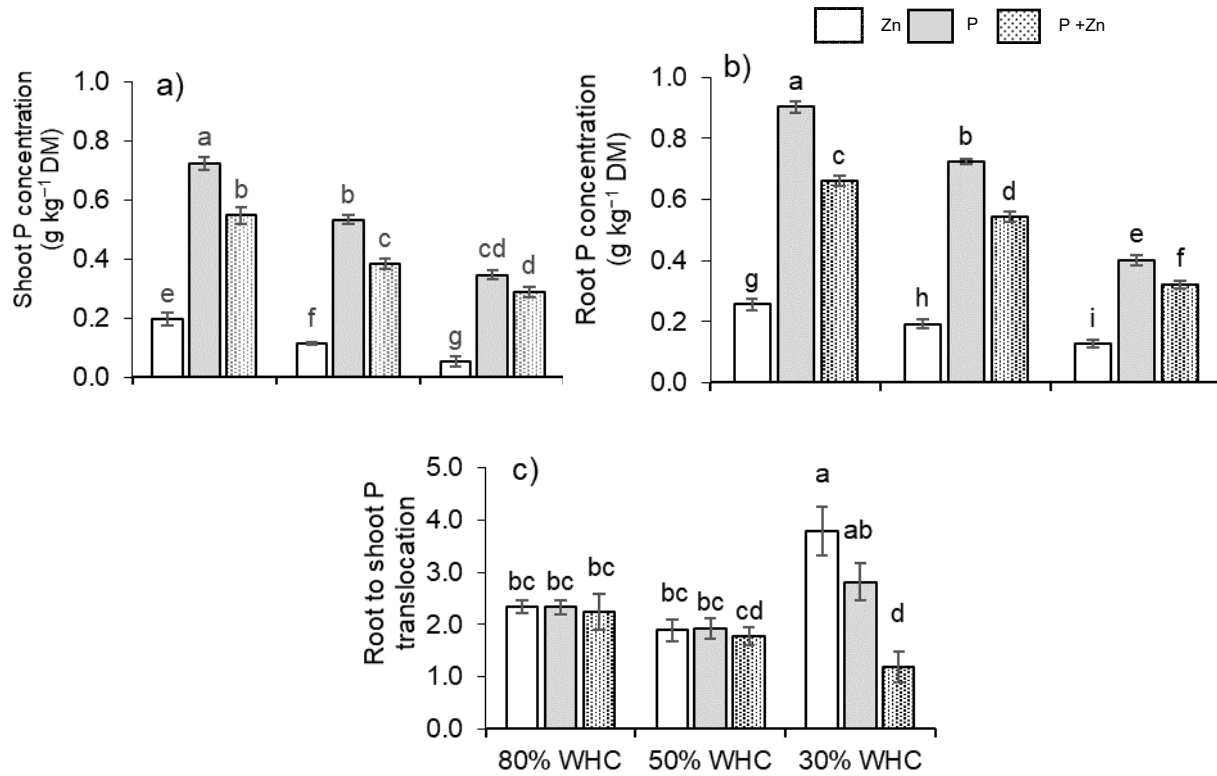 Zn P P +Zn
a)
Shoot P concentration
(g kg⁻¹ DM)
1.0
0.8
0.6
0.4
0.2
0.0
a
b
e
b
c
f
cd
d
g
b)
Root P concentration
(g kg⁻¹ DM)
1.0
0.8
0.6
0.4
0.2
0.0
a
c
g
b
d
h
e
f
i
c)
Root to shoot P
translocation
5.0
4.0
3.0
2.0
1.0
0.0
bc bc bc
bc bc cd
a
ab
d
80% WHC 50% WHC 30% WHC